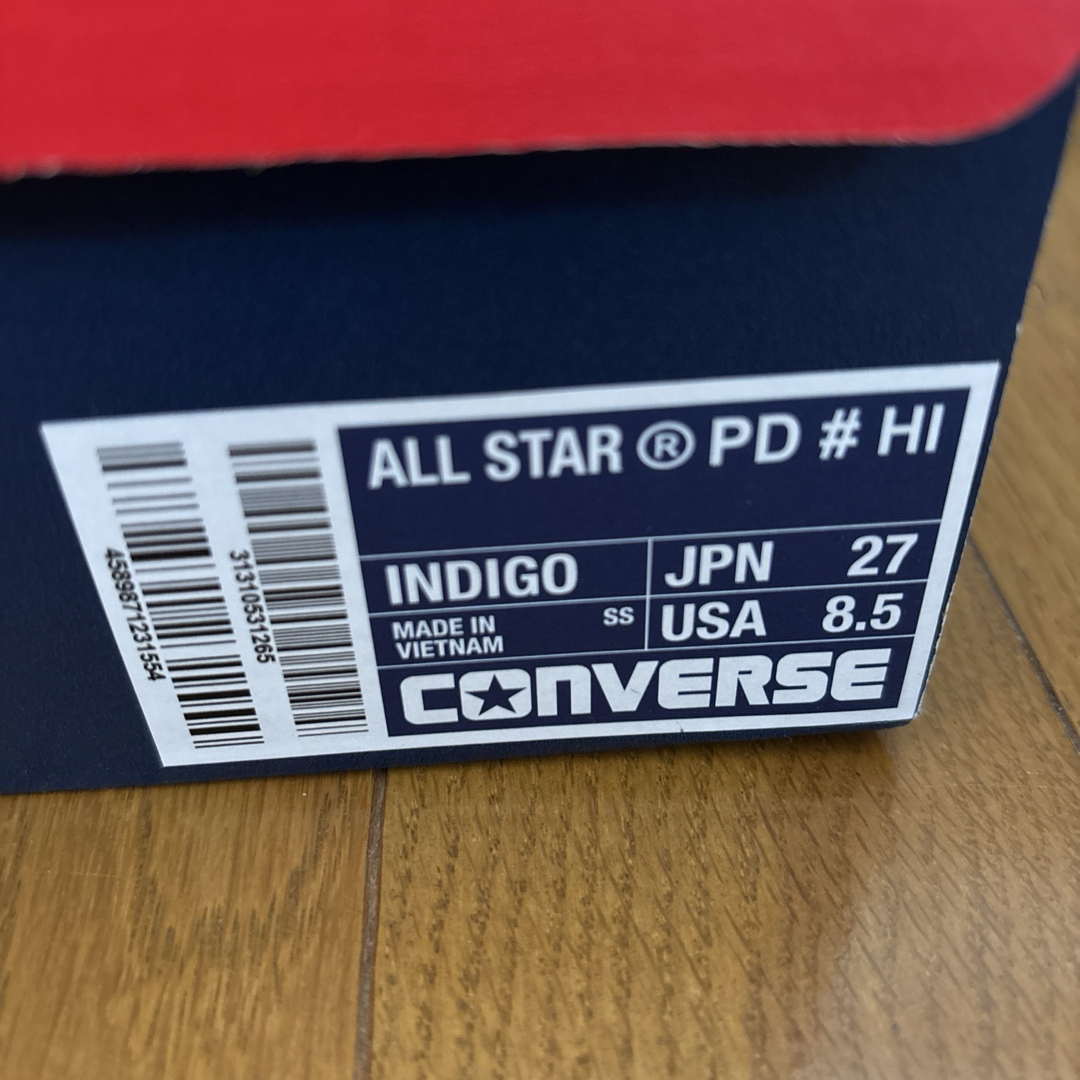 ALL STAR ® PD # HI
INDIGO
JPN 27
MADE IN
VIETNAM
SS
USA 8.5
CONVERSE
4589871231554
31310531265